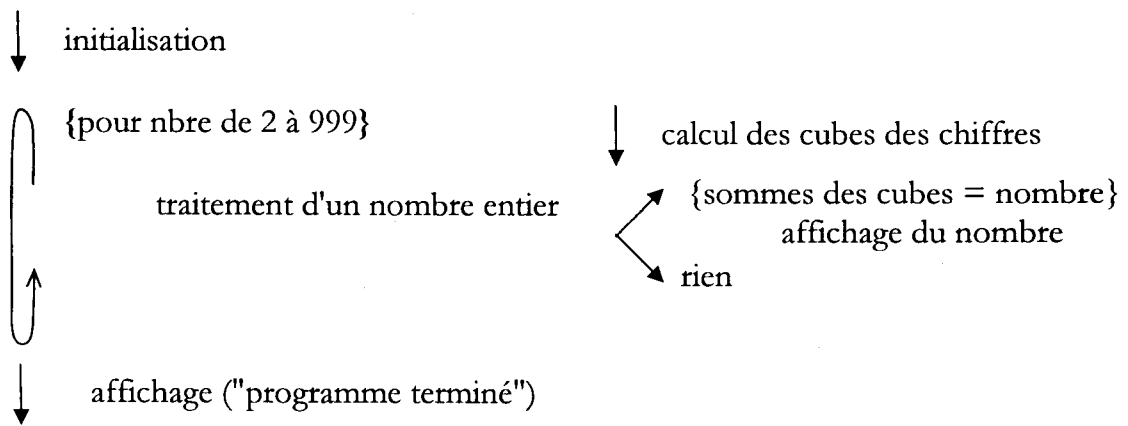 initialisation
{pour nbre de 2 à 999}
traitement d'un nombre entier
calcul des cubes des chiffres
{sommes des cubes = nombre}
affichage du nombre
rien
affichage ("programme terminé")